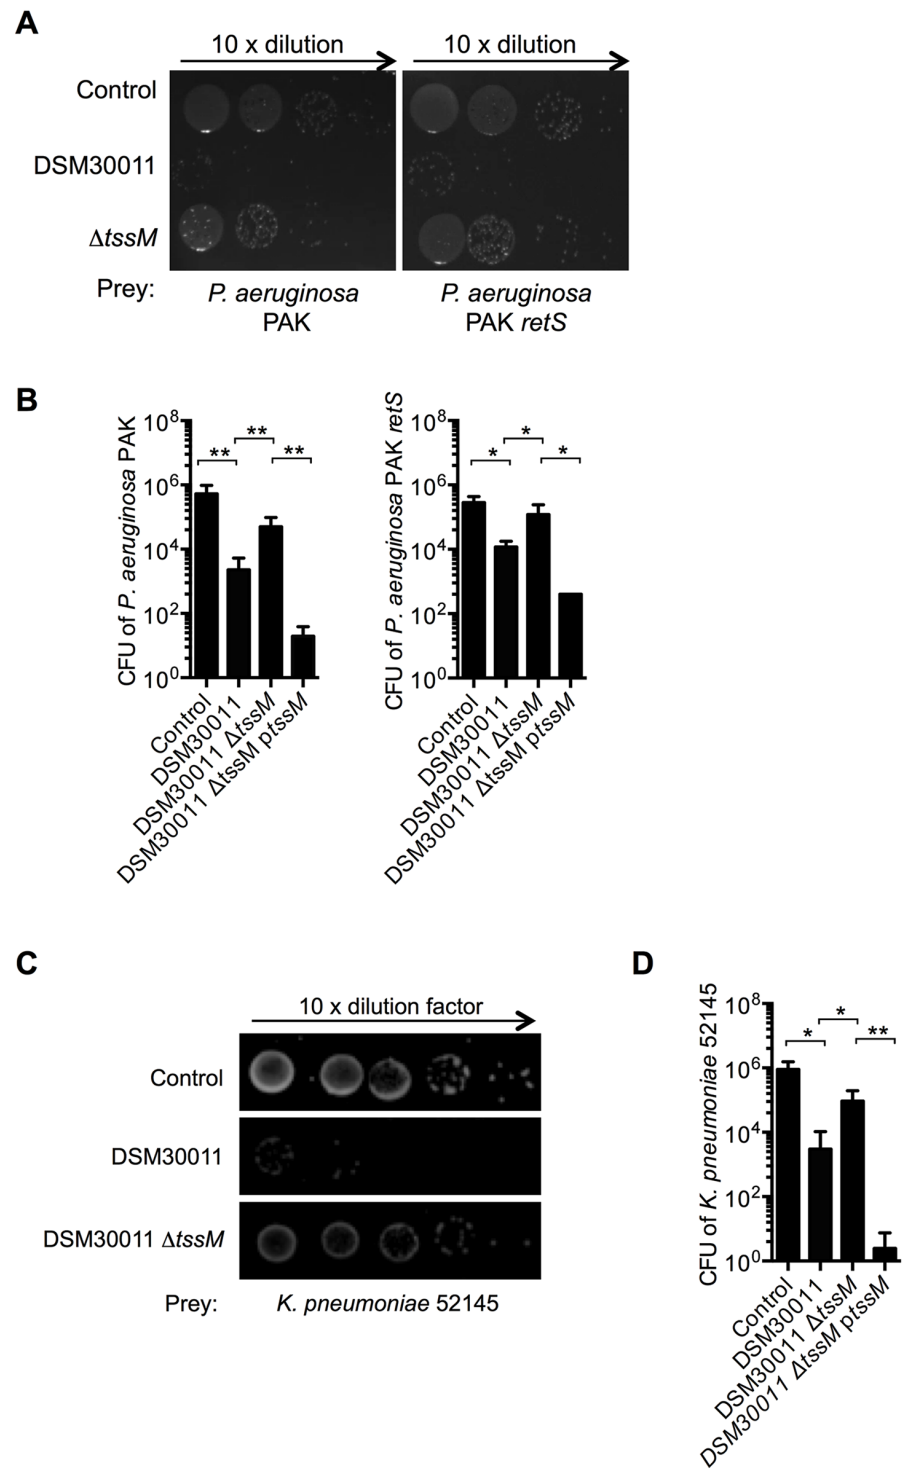 A
10 x dilution
10 x dilution
Control
DSM30011
ΔtssM
Prey:
P. aeruginosa
PAK
P. aeruginosa
PAK retS
B
CFU of P. aeruginosa PAK
10⁸
10⁶
10⁴
10²
10⁰
**
**
**
Control
DSM30011
DSM30011 ΔtssM
DSM30011 ΔtssM ptssM
CFU of P. aeruginosa PAK retS
10⁸
10⁶
10⁴
10²
10⁰
*
*
*
Control
DSM30011
DSM30011 ΔtssM
DSM30011 ΔtssM ptssM
C
10 x dilution factor
Control
DSM30011
DSM30011 ΔtssM
Prey:
K. pneumoniae 52145
D
CFU of K. pneumoniae 52145
10⁸
10⁶
10⁴
10²
10⁰
*
*
**
Control
DSM30011
DSM30011 ΔtssM
DSM30011 ΔtssM ptssM